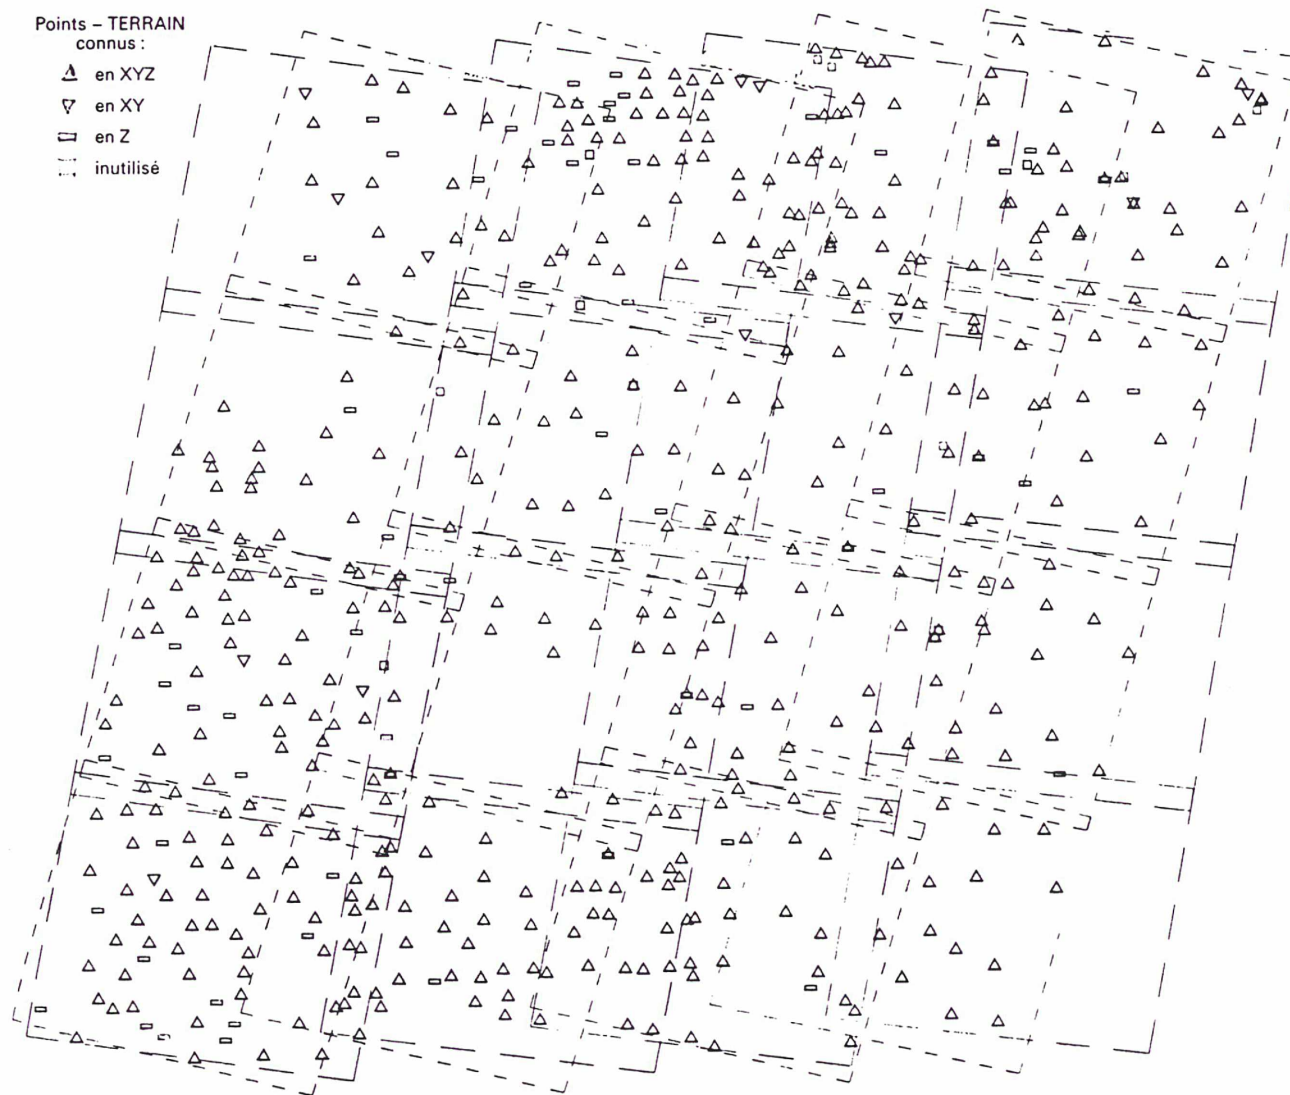 Points – TERRAIN
connus :
en XYZ
en XY
en Z
inutilisé